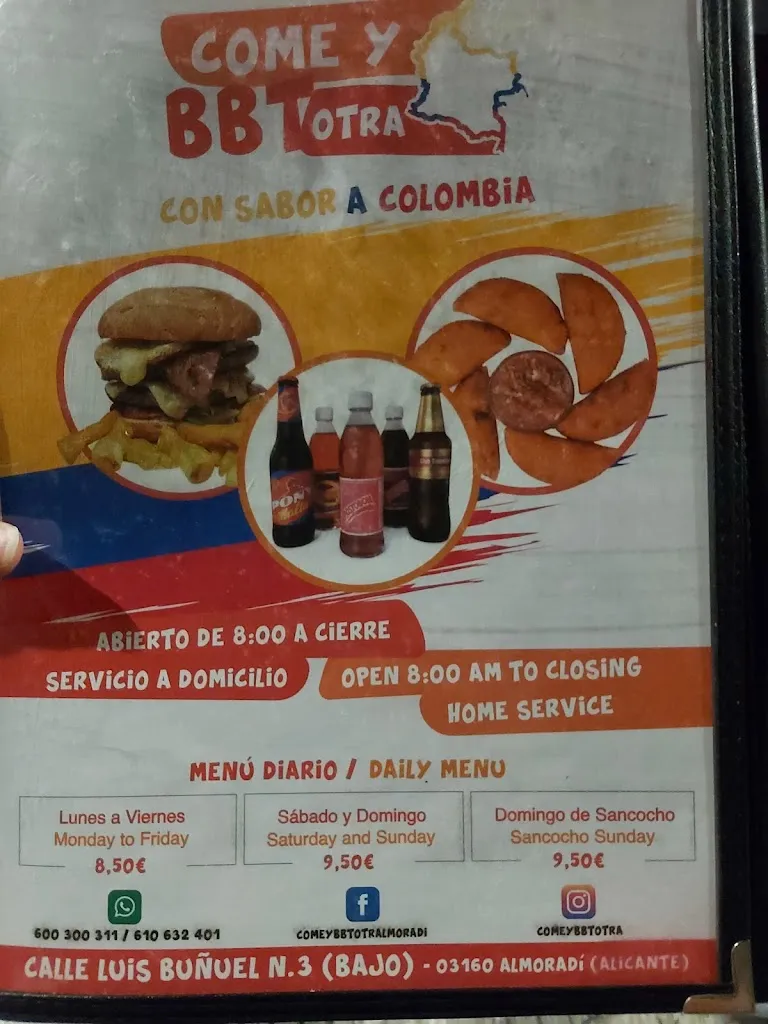 COME Y
BBTOTRA
CON SABOR A COLOMBIA
PONY
ABIERTO DE 8:00 A CIERRE
SERVICIO A DOMICILIO
OPEN 8:00 AM TO CLOSING
HOME SERVICE
MENÚ DIARIO / DAILY MENU
Lunes a Viernes
Monday to Friday
8,50€
Sábado y Domingo
Saturday and Sunday
9,50€
Domingo de Sancocho
Sancocho Sunday
9,50€
600 300 311 / 610 632 401
COMEYBBTOTRALMORADI
COMEYBBTOTRA
CALLE LUIS BUÑUEL N.3 (BAJO) - 03160 ALMORADÍ (ALICANTE)